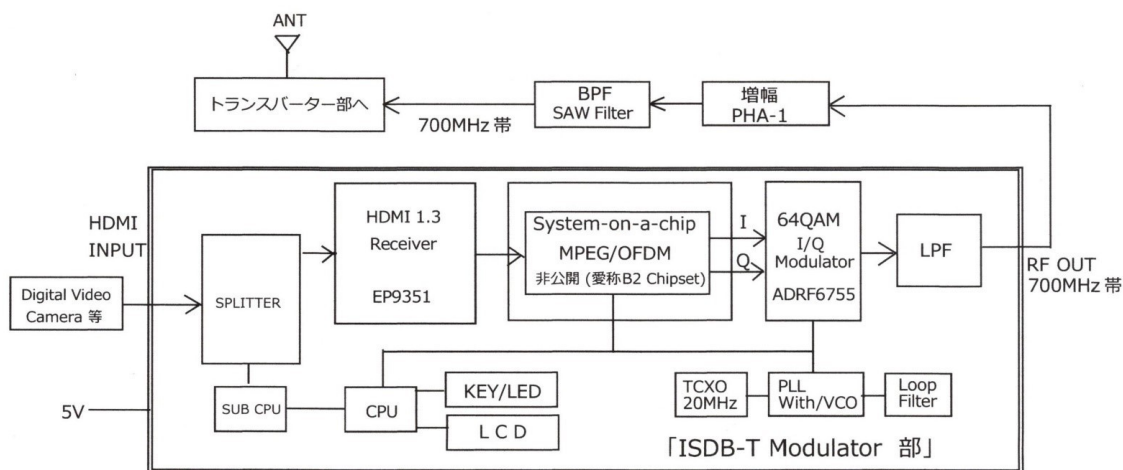 ANT
トランスバーター部へ
700MHz 帯
BPF
SAW Filter
増幅
PHA-1
HDMI
INPUT
Digital Video
Camera 等
SPLITTER
HDMI 1.3
Receiver
EP9351
System-on-a-chip
MPEG/OFDM
非公開 (愛称B2 Chipset)
I
Q
64QAM
I/Q
Modulator
ADRF6755
LPF
RF OUT
700MHz 帯
5V
SUB CPU
CPU
KEY/LED
LCD
TCXO
20MHz
PLL
With/VCO
Loop
Filter
「ISDB-T Modulator 部」